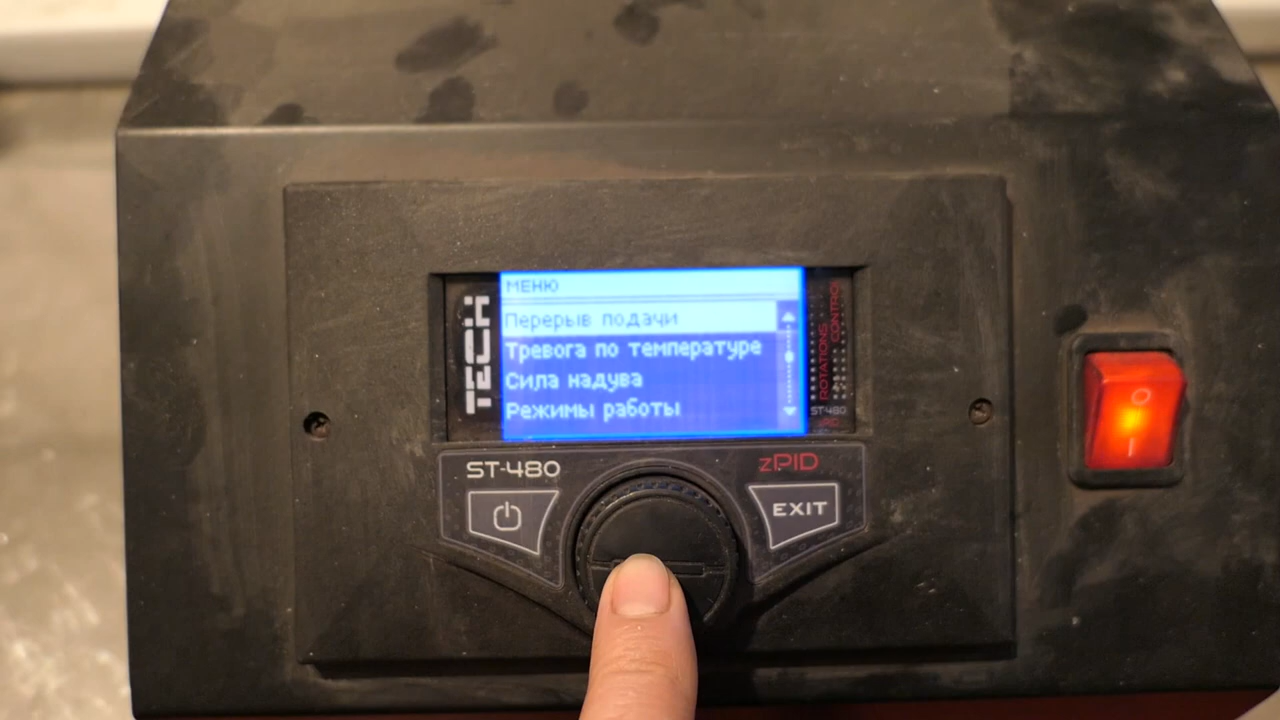 TECH
МЕНЮ
Перерыв подачи
Тревога по температуре
Сила надува
Режимы работы
ROTATIONS
CONTROL
ST-480
ST-480
zPID
EXIT